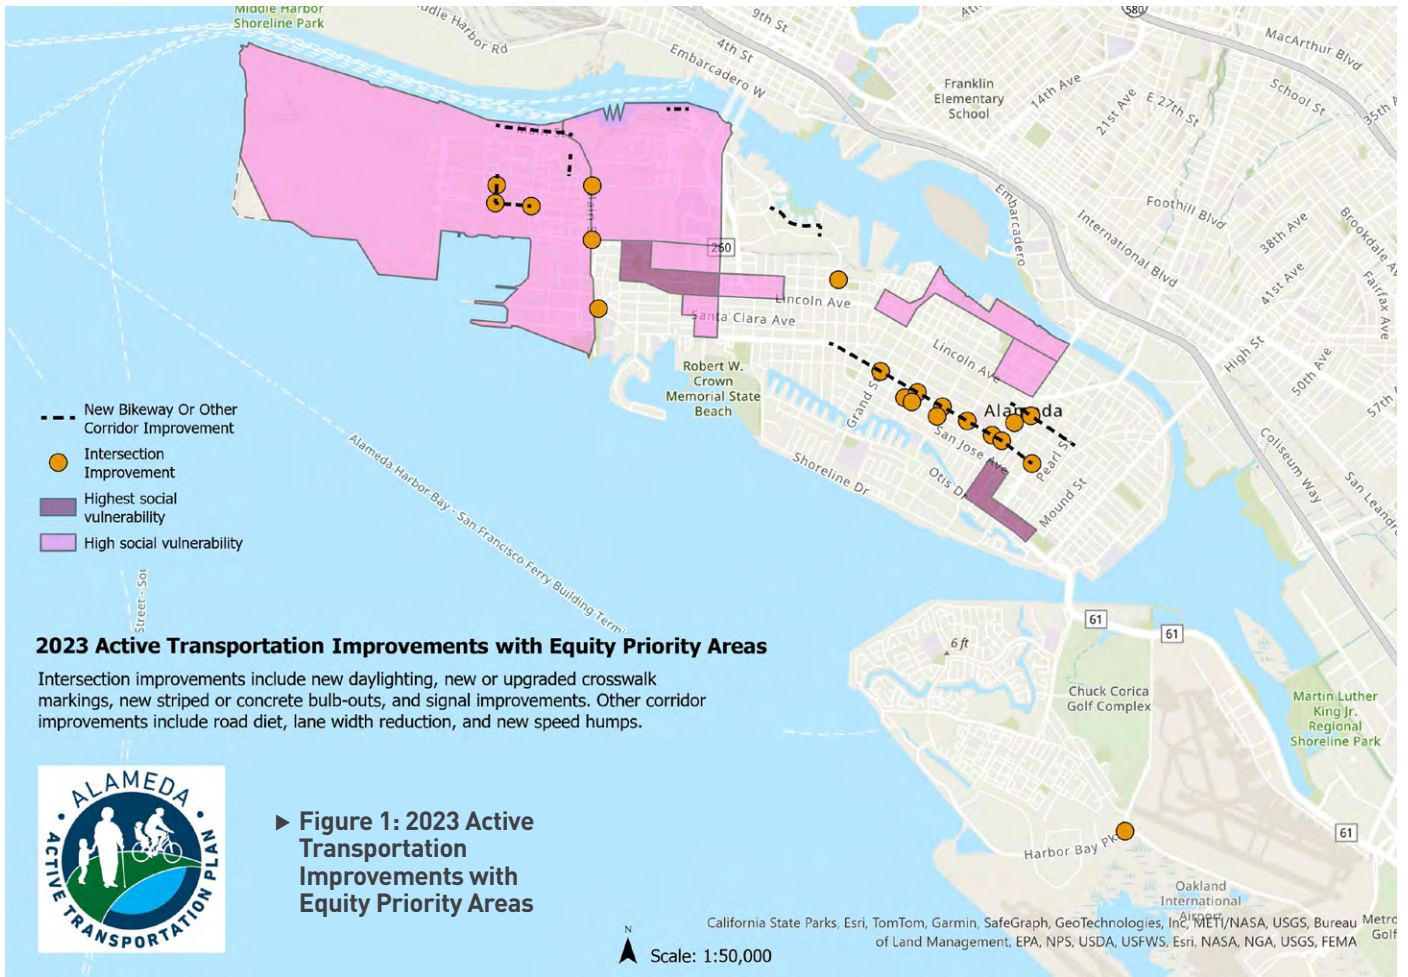 Middle Harbor
Shoreline Park
Middle Harbor Rd
9th St
4th St
Embarcadero W
580
MacArthur Blvd
School St
35th A
Franklin
Elementary
School
14th Ave
21st Ave
E 27th St
Embarcadero
Foothill Blvd
International Blvd
38th Ave
Brookdale Av
41st Ave
Fairfax Ave
High St
50th Ave
57th
260
Lincoln Ave
Santa Clara Ave
Lincoln Ave
Robert W.
Crown
Memorial State
Beach
Grand St
Alameda
San Jose Ave
Pearl St
Otis Dr
Mound St
Shoreline Dr
Coliseum Way
San Leandro
New Bikeway Or Other
Corridor Improvement
Intersection
Improvement
Highest social
vulnerability
High social vulnerability
Alameda Harbor Bay - San Francisco Ferry Building Termi
Street - Sou
61
61
6 ft
Chuck Corica
Golf Complex
Martin Luther
King Jr.
Regional
Shoreline Park
61
Harbor Bay Pk
Oakland
International
Airport
Metro
Golf
2023 Active Transportation Improvements with Equity Priority Areas
Intersection improvements include new daylighting, new or upgraded crosswalk
markings, new striped or concrete bulb-outs, and signal improvements. Other corridor
improvements include road diet, lane width reduction, and new speed humps.
ALAMEDA
ACTIVE TRANSPORTATION PLAN
▶ Figure 1: 2023 Active
Transportation
Improvements with
Equity Priority Areas
N
Scale: 1:50,000
California State Parks, Esri, TomTom, Garmin, SafeGraph, GeoTechnologies, Inc, METI/NASA, USGS, Bureau
of Land Management, EPA, NPS, USDA, USFWS, Esri, NASA, NGA, USGS, FEMA